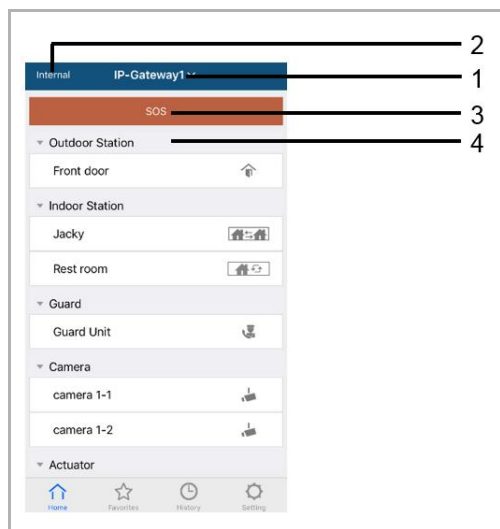 2
Internal IP-Gateway1 1
SOS 3
Outdoor Station 4
Front door
Indoor Station
Jacky
Rest room
Guard
Guard Unit
Camera
camera 1-1
camera 1-2
Actuator
Home Favorites History Setting